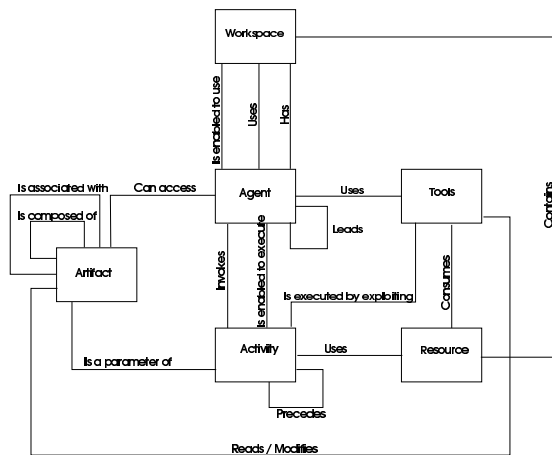 Workspace
Is enabled to use
Uses
Has
Contains
Is associated with
Can access
Agent
Uses
Tools
Is composed of
Leads
Artifact
Invokes
Is enabled to execute
Is executed by exploiting
Consumes
Activity
Uses
Resource
Is a parameter of
Precedes
Reads / Modifies